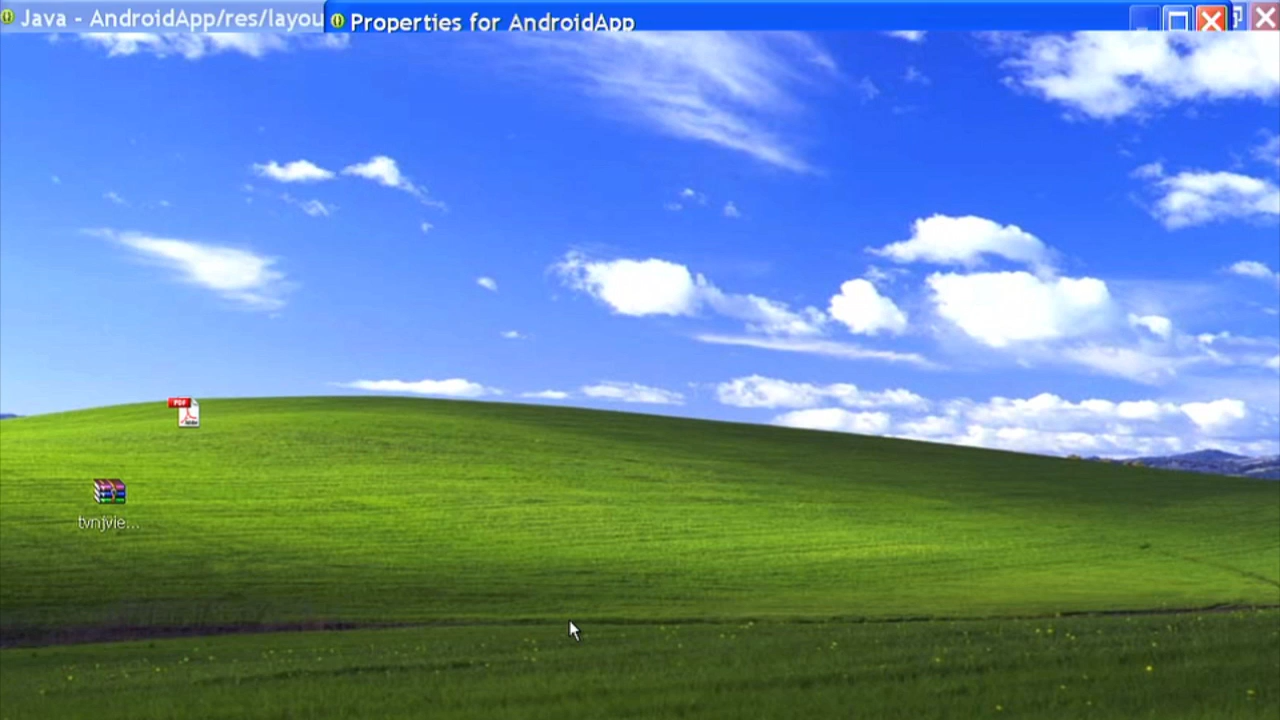 Java - AndroidApp/res/layou
Properties for AndroidApp
PDF
tvnjvie...